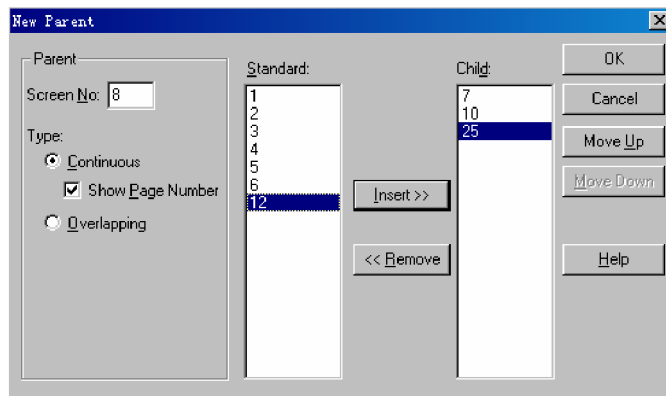 New Parent
Parent
Screen No: 8
Type:
Continuous
Show Page Number
Overlapping
Standard:
1
2
3
4
5
6
12
Insert >>
<< Remove
Child:
7
10
25
OK
Cancel
Move Up
Move Down
Help